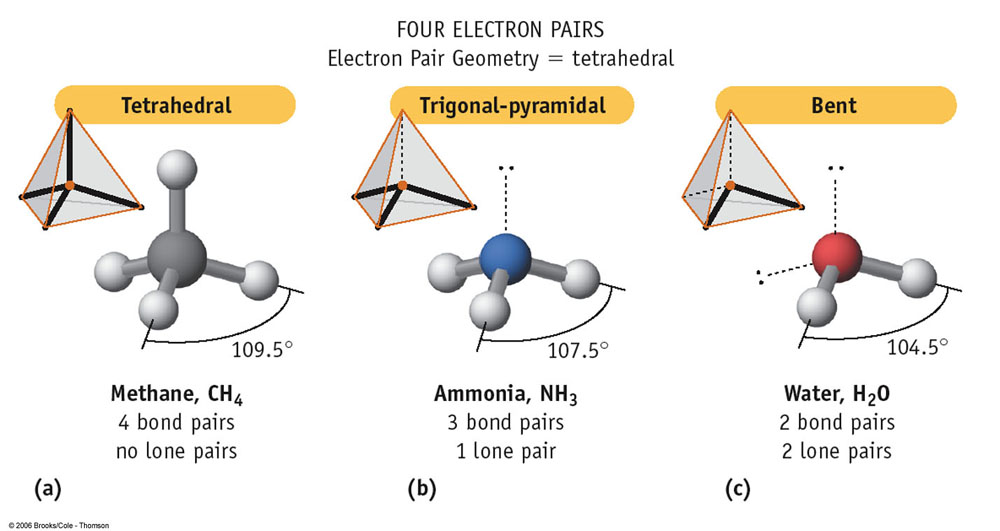 FOUR ELECTRON PAIRS
Electron Pair Geometry = tetrahedral
Tetrahedral
Trigonal-pyramidal
Bent
109.5°
107.5°
104.5°
Methane, CH₄
4 bond pairs
no lone pairs
Ammonia, NH₃
3 bond pairs
1 lone pair
Water, H₂O
2 bond pairs
2 lone pairs
(a)
(b)
(c)
© 2006 Brooks/Cole - Thomson